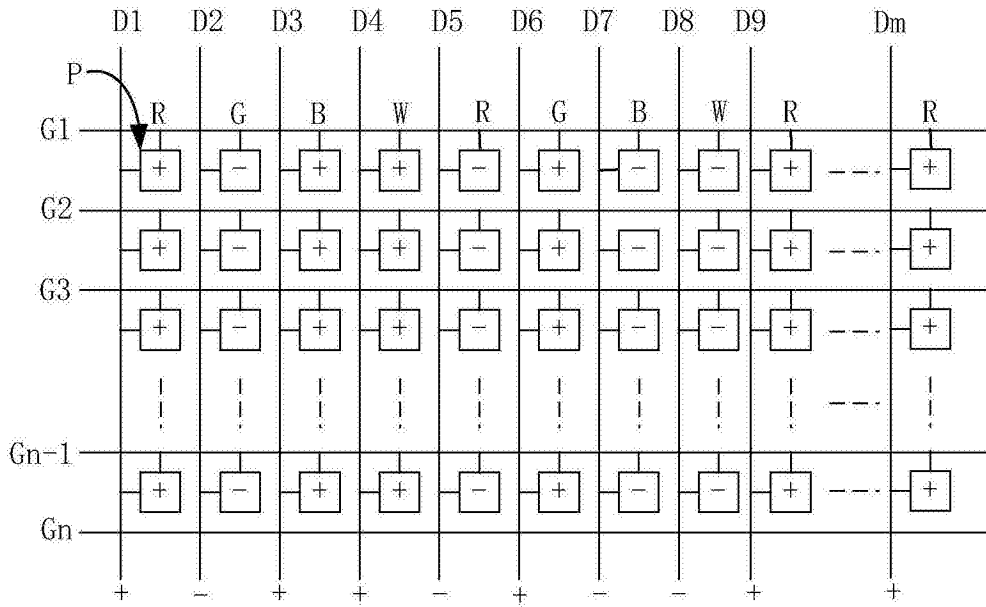 D1 D2 D3 D4 D5 D6 D7 D8 D9 Dm
P
R G B W R G B W R R
G1
+ − + + − + − − + +
G2
+ − + + − + − − + +
G3
+ − + + − + − − + +
Gn-1
+ − + + − + − − + +
Gn
+ − + + − + − − + +